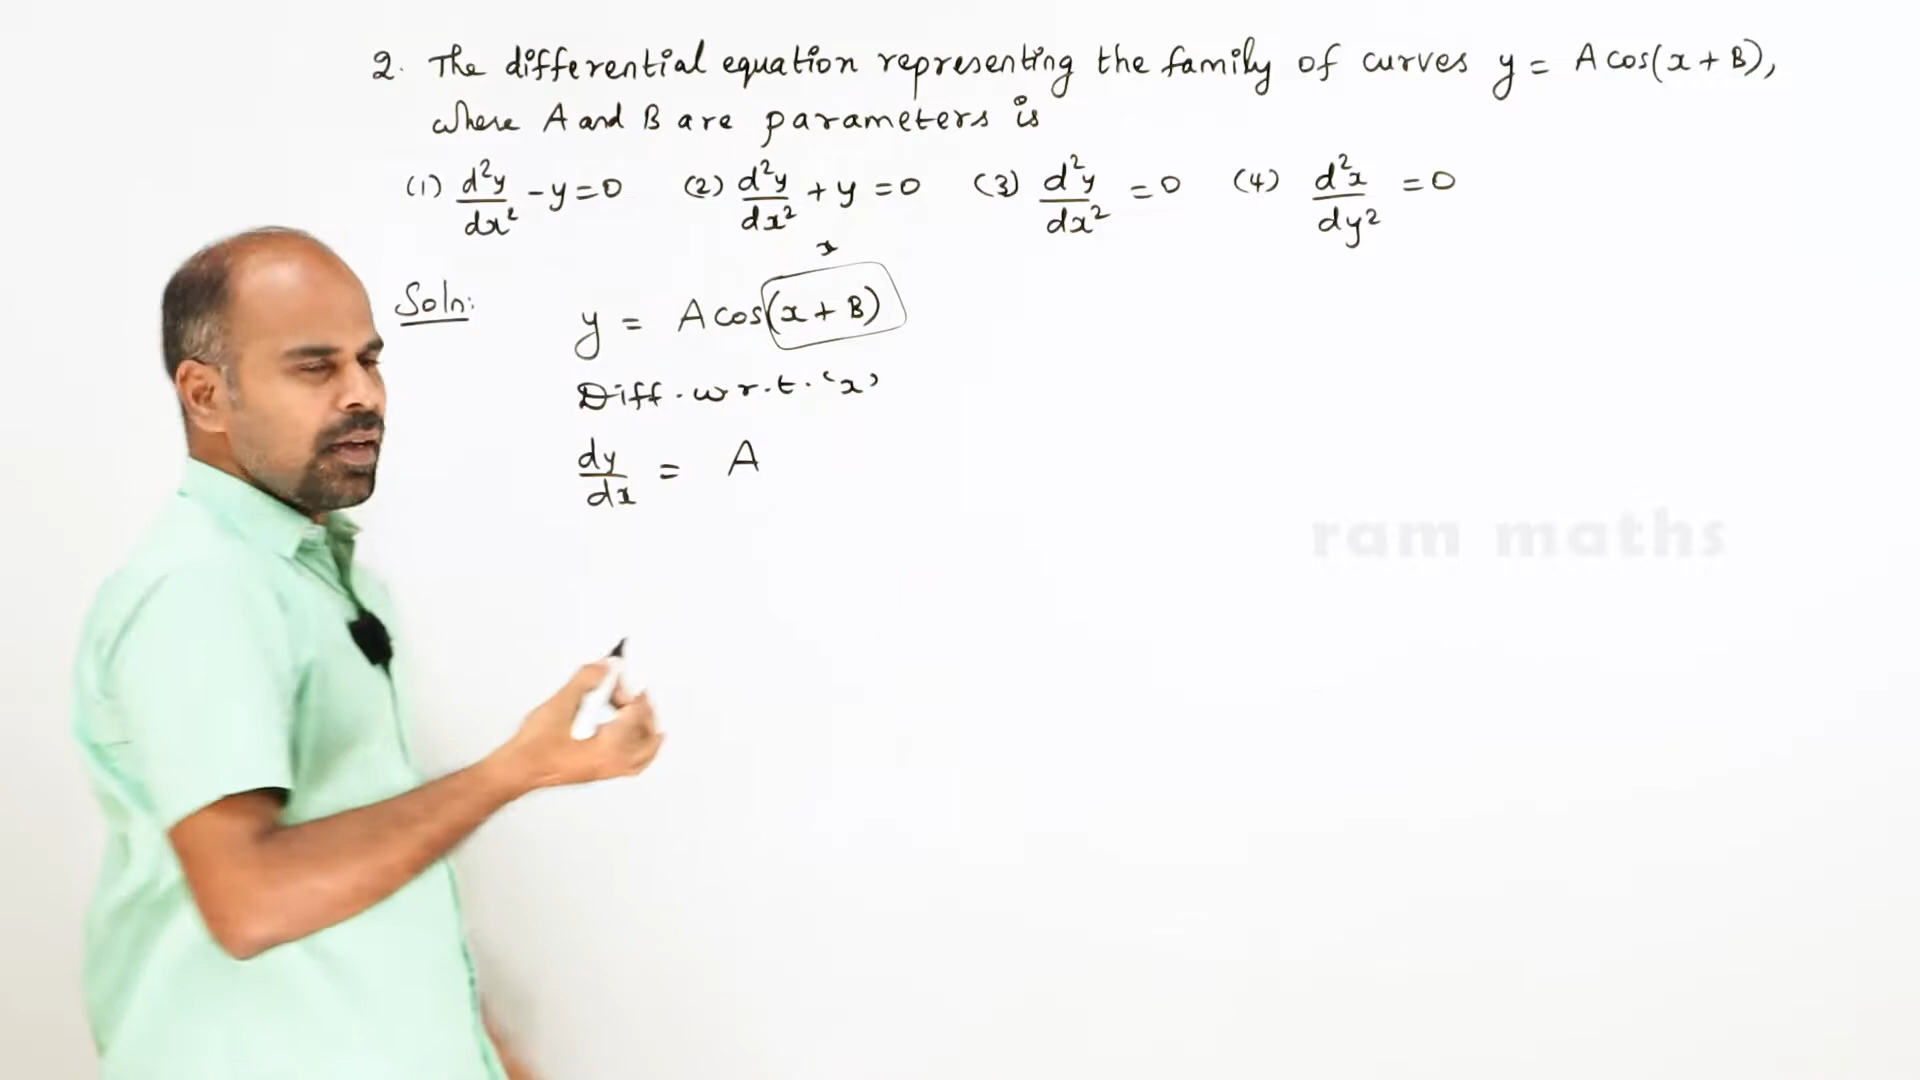 2. The differential equation representing the family of curves y = A cos(x + B),
where A and B are parameters is
(1) d²y/dx² - y = 0 (2) d²y/dx² + y = 0 (3) d²y/dx² = 0 (4) d²x/dy² = 0
x
Soln: y = A cos(x + B)
Diff. w r. t. 'x'
dy/dx = A
ram maths